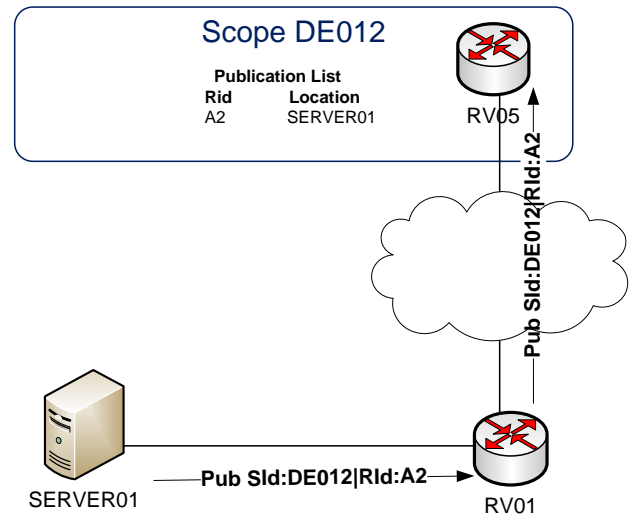 Scope DE012
Publication List
Rid Location
A2 SERVER01
RV05
Pub SId:DE012|RId:A2
Pub SId:DE012|RId:A2
SERVER01
RV01